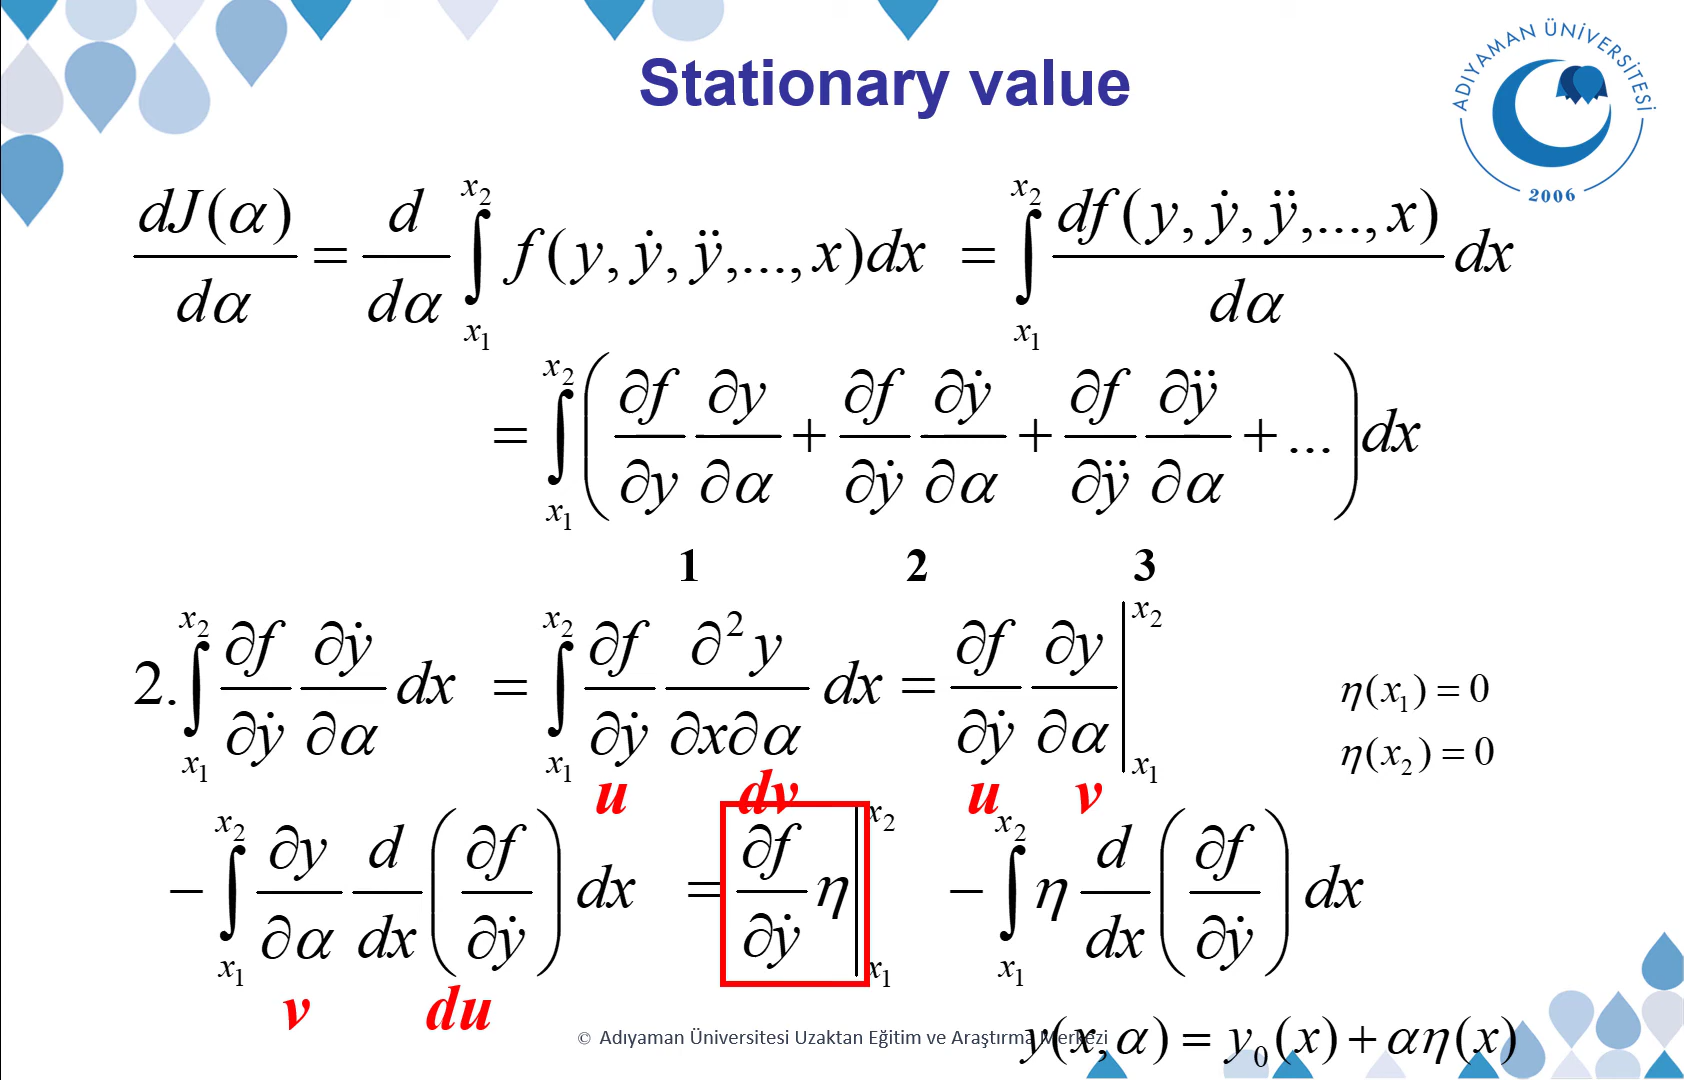 Stationary value
ADIYAMAN ÜNİVERSİTESİ
2006
dJ(α)/dα = d/dα ∫_{x₁}^{x₂} f(y, ẏ, ÿ,..., x)dx = ∫_{x₁}^{x₂} df(y, ẏ, ÿ,..., x)/dα dx
= ∫_{x₁}^{x₂} (∂f/∂y ∂y/∂α + ∂f/∂ẏ ∂ẏ/∂α + ∂f/∂ÿ ∂ÿ/∂α + ...)dx
1 2 3
2. ∫_{x₁}^{x₂} ∂f/∂ẏ ∂ẏ/∂α dx = ∫_{x₁}^{x₂} ∂f/∂ẏ ∂²y/∂x∂α dx = ∂f/∂ẏ ∂y/∂α |_{x₁}^{x₂}
η(x₁) = 0
η(x₂) = 0
u dv u v
− ∫_{x₁}^{x₂} ∂y/∂α d/dx (∂f/∂ẏ) dx = ∂f/∂ẏ η |_{x₁}^{x₂} − ∫_{x₁}^{x₂} η d/dx (∂f/∂ẏ) dx
v du
© Adıyaman Üniversitesi Uzaktan Eğitim ve Araştırma Merkezi
y(x, α) = y₀(x) + αη(x)